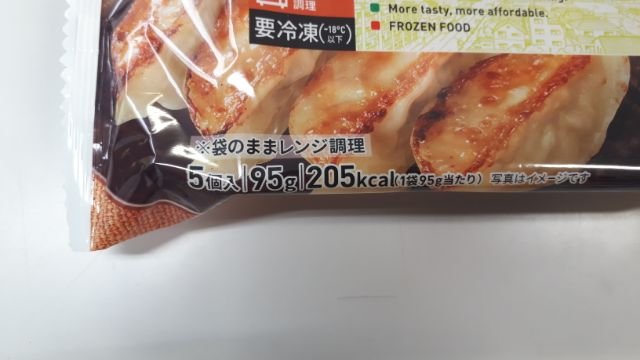 調理
More tasty, more affordable.
要冷凍(-18℃以下)
FROZEN FOOD
※袋のままレンジ調理
5個入|95g|205kcal(1袋95g当たり) 写真はイメージです